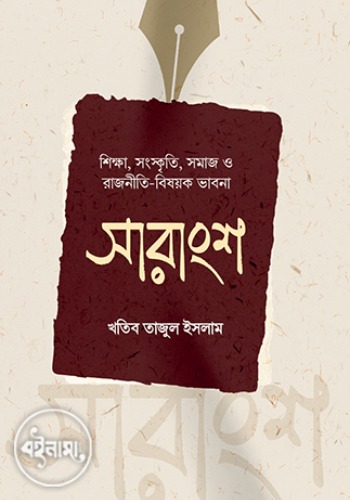 শিক্ষা, সংস্কৃতি, সমাজ ও
রাজনীতি-বিষয়ক ভাবনা
সারাংশ
খতিব তাজুল ইসলাম
সারাংশ
বইনামা